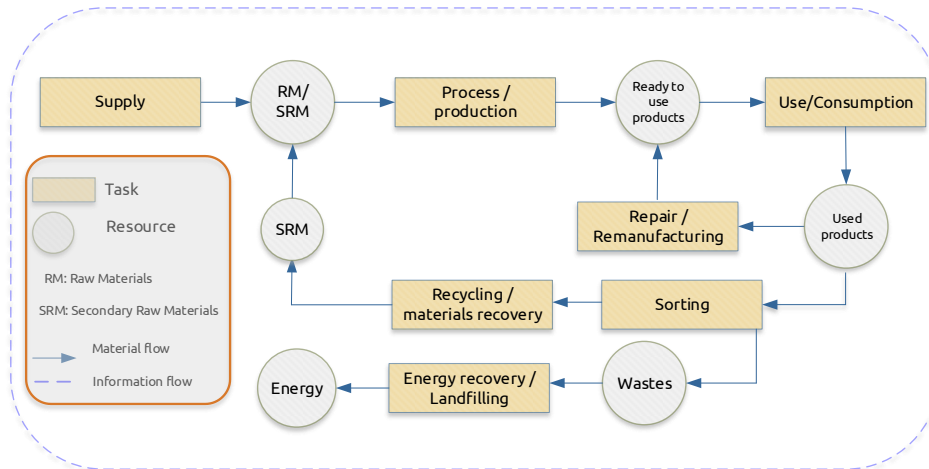 Supply
RM/
SRM
Process /
production
Ready to
use
products
Use/Consumption
Task
Resource
RM: Raw Materials
SRM: Secondary Raw Materials
Material flow
Information flow
SRM
Repair /
Remanufacturing
Used
products
Recycling /
materials recovery
Sorting
Energy
Energy recovery /
Landfilling
Wastes